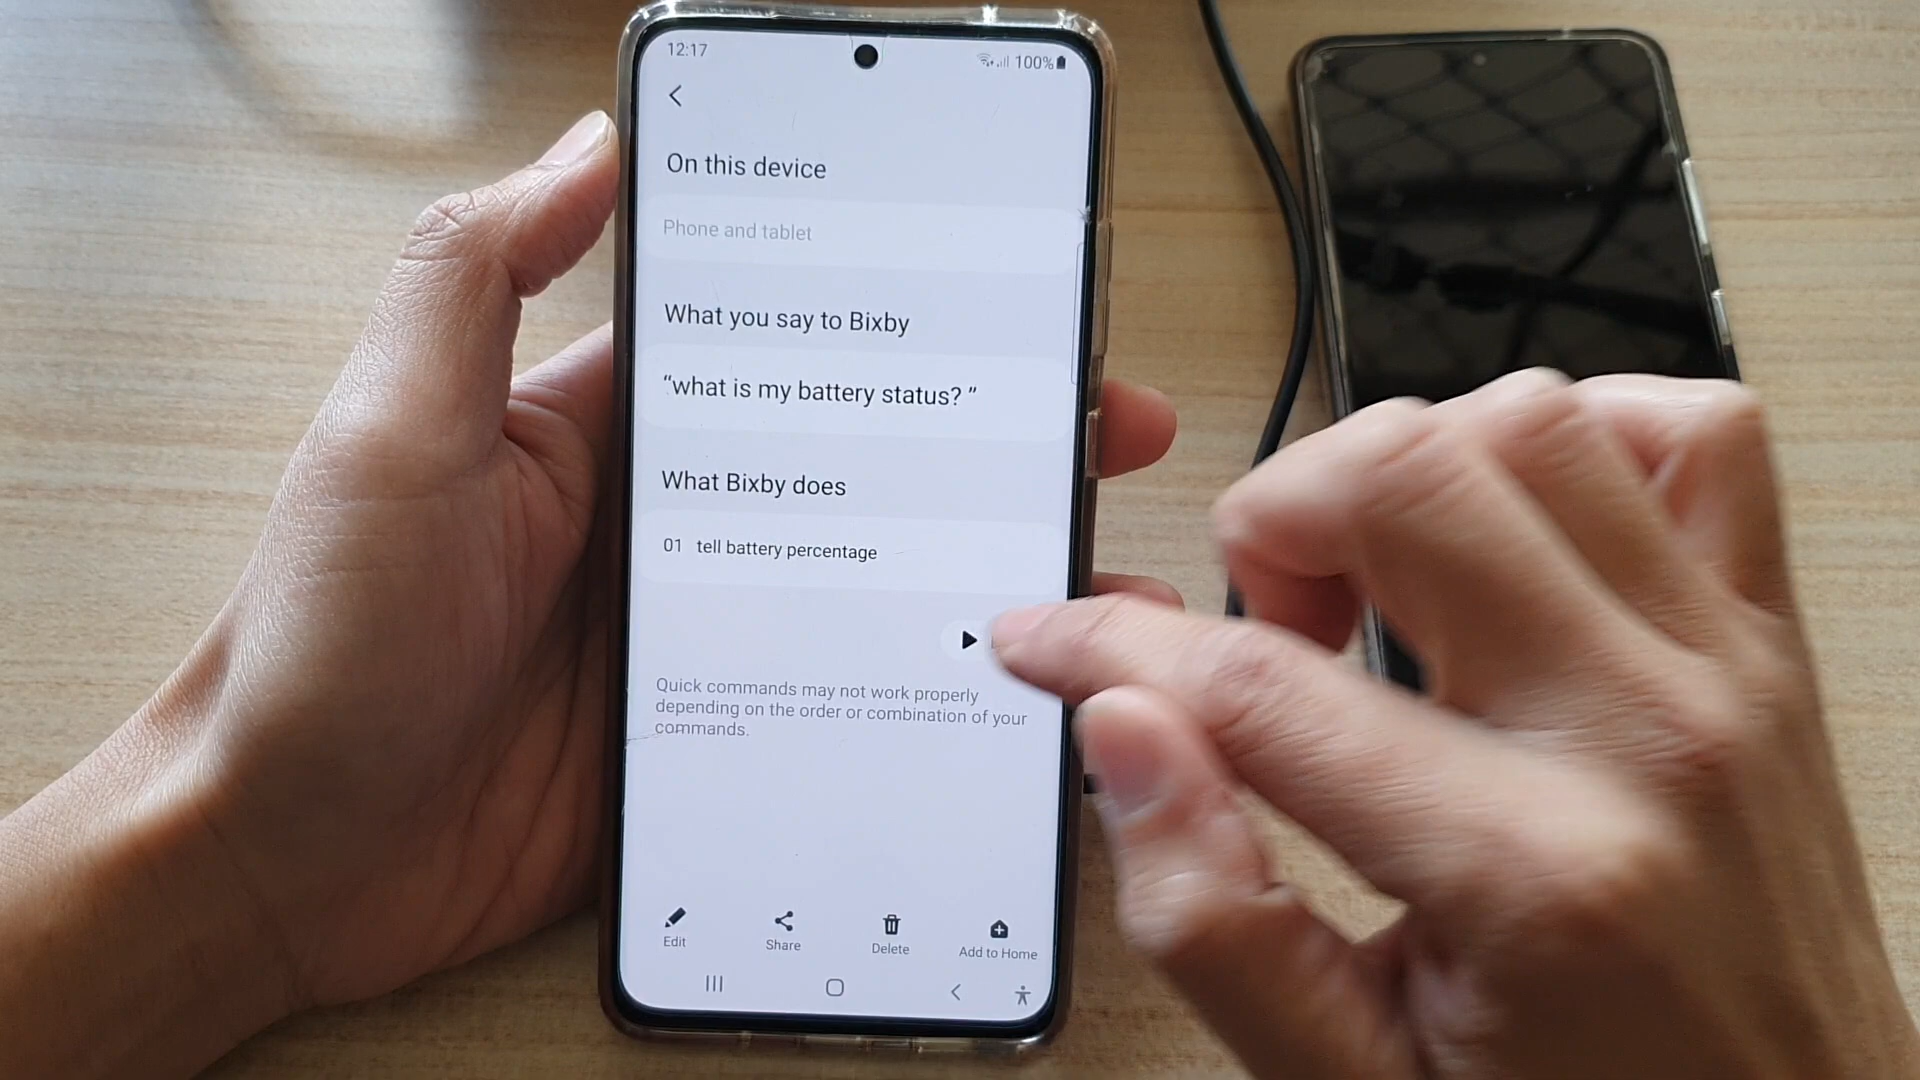 12:17
100%
On this device
Phone and tablet
What you say to Bixby
“what is my battery status? ”
What Bixby does
01 tell battery percentage
Quick commands may not work properly
depending on the order or combination of your
commands.
Edit
Share
Delete
Add to Home